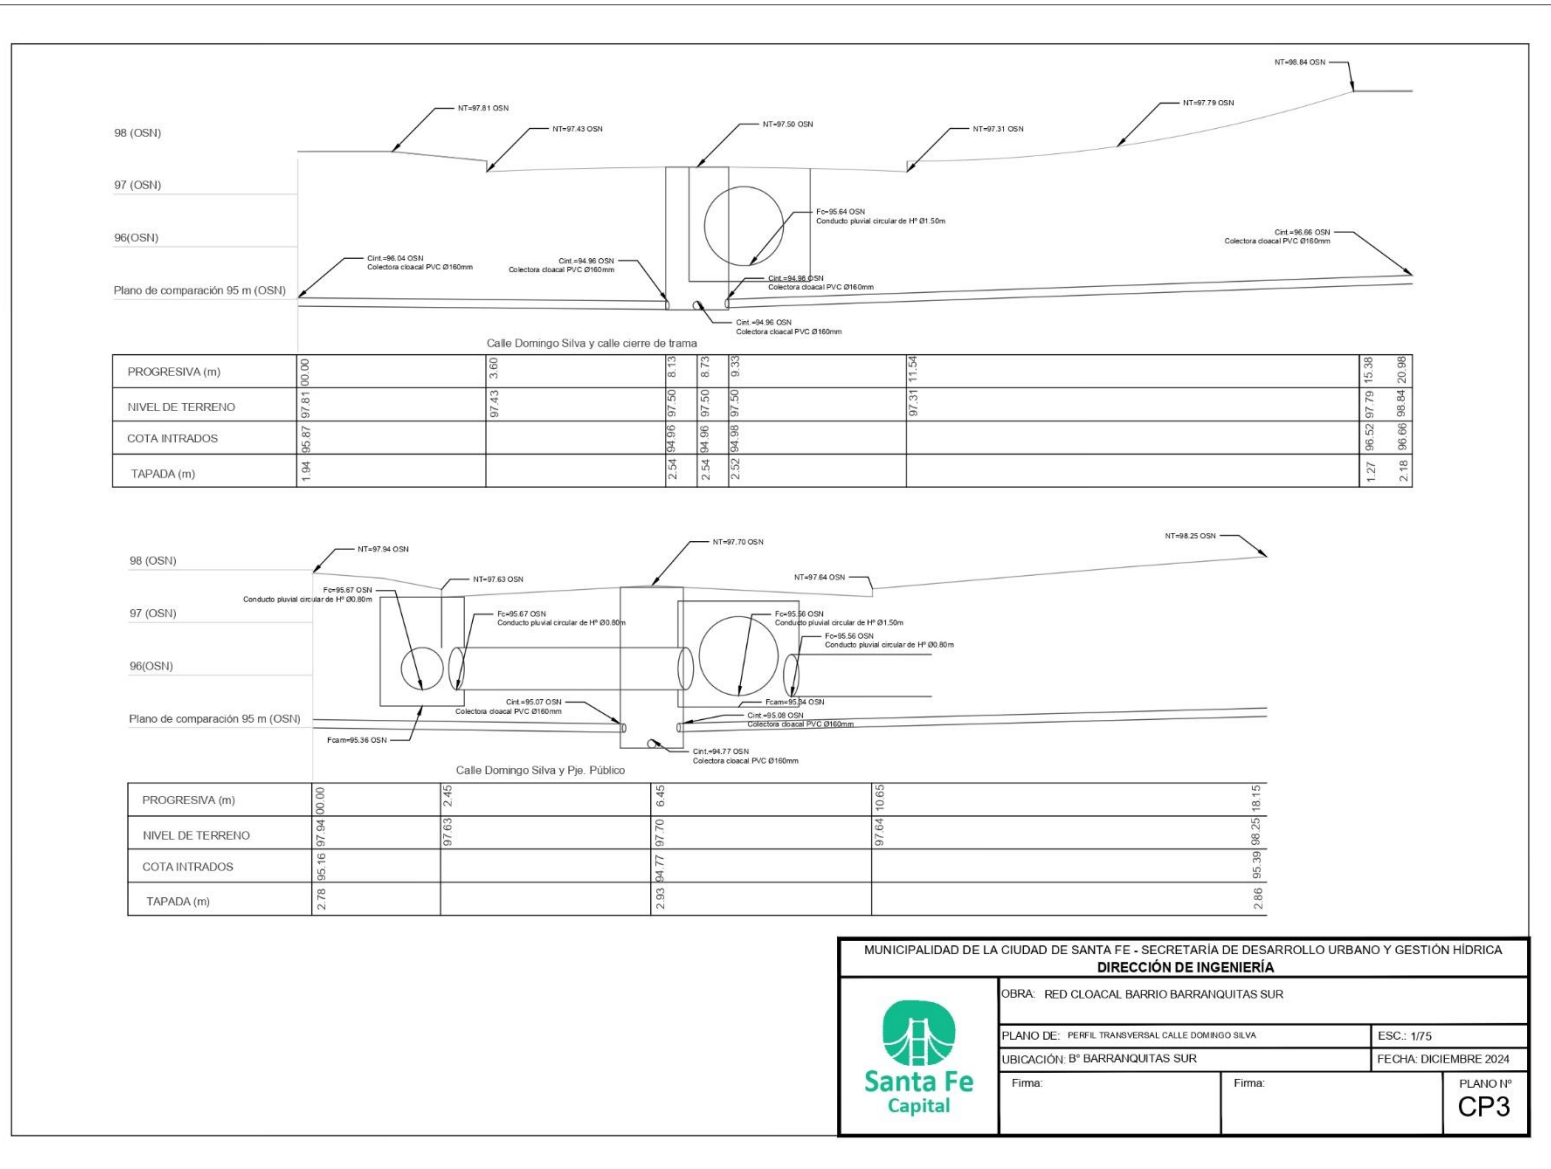 NT=98.84 OSN
NT=97.81 OSN
NT=97.79 OSN
NT=97.43 OSN
NT=97.50 OSN
NT=97.31 OSN
98 (OSN)
97 (OSN)
96(OSN)
Plano de comparación 95 m (OSN)
Fc=95.64 OSN
Conducto pluvial circular de Hº Ø1.50m
Cint.=96.66 OSN
Colectora cloacal PVC Ø160mm
Cint.=96.04 OSN
Colectora cloacal PVC Ø160mm
Cint.=94.96 OSN
Colectora cloacal PVC Ø160mm
Cint.=94.98 OSN
Colectora cloacal PVC Ø160mm
Cint.=94.96 OSN
Colectora cloacal PVC Ø160mm
Calle Domingo Silva y calle cierre de trama
PROGRESIVA (m) 00.00 3.60 8.13 8.73 9.33 11.54 15.38 20.98
NIVEL DE TERRENO 97.81 97.43 97.50 97.50 97.50 97.31 97.79 98.84
COTA INTRADOS 95.87 94.96 94.96 94.98 96.52 96.66
TAPADA (m) 1.94 2.54 2.54 2.52 1.27 2.18
NT=97.94 OSN
NT=97.70 OSN
NT=98.25 OSN
NT=97.63 OSN
NT=97.64 OSN
98 (OSN)
97 (OSN)
96(OSN)
Plano de comparación 95 m (OSN)
Fc=95.67 OSN
Conducto pluvial circular de Hº Ø0.80m
Fc=95.67 OSN
Conducto pluvial circular de Hº Ø0.80m
Fc=95.56 OSN
Conducto pluvial circular de Hº Ø1.50m
Fc=95.56 OSN
Conducto pluvial circular de Hº Ø0.80m
Cint.=95.07 OSN
Colectora cloacal PVC Ø160mm
Fcam=95.34 OSN
Cint.=95.08 OSN
Colectora cloacal PVC Ø160mm
Fcam=95.36 OSN
Cint.=94.77 OSN
Colectora cloacal PVC Ø160mm
Calle Domingo Silva y Pje. Público
PROGRESIVA (m) 00.00 2.45 6.45 10.65 18.15
NIVEL DE TERRENO 97.94 97.63 97.70 97.64 98.25
COTA INTRADOS 95.16 94.77 95.39
TAPADA (m) 2.78 2.93 2.86
MUNICIPALIDAD DE LA CIUDAD DE SANTA FE - SECRETARÍA DE DESARROLLO URBANO Y GESTIÓN HÍDRICA
DIRECCIÓN DE INGENIERÍA
Santa Fe
Capital
OBRA: RED CLOACAL BARRIO BARRANQUITAS SUR
PLANO DE: PERFIL TRANSVERSAL CALLE DOMINGO SILVA
ESC.: 1/75
UBICACIÓN: Bº BARRANQUITAS SUR
FECHA: DICIEMBRE 2024
Firma:
Firma:
PLANO Nº
CP3